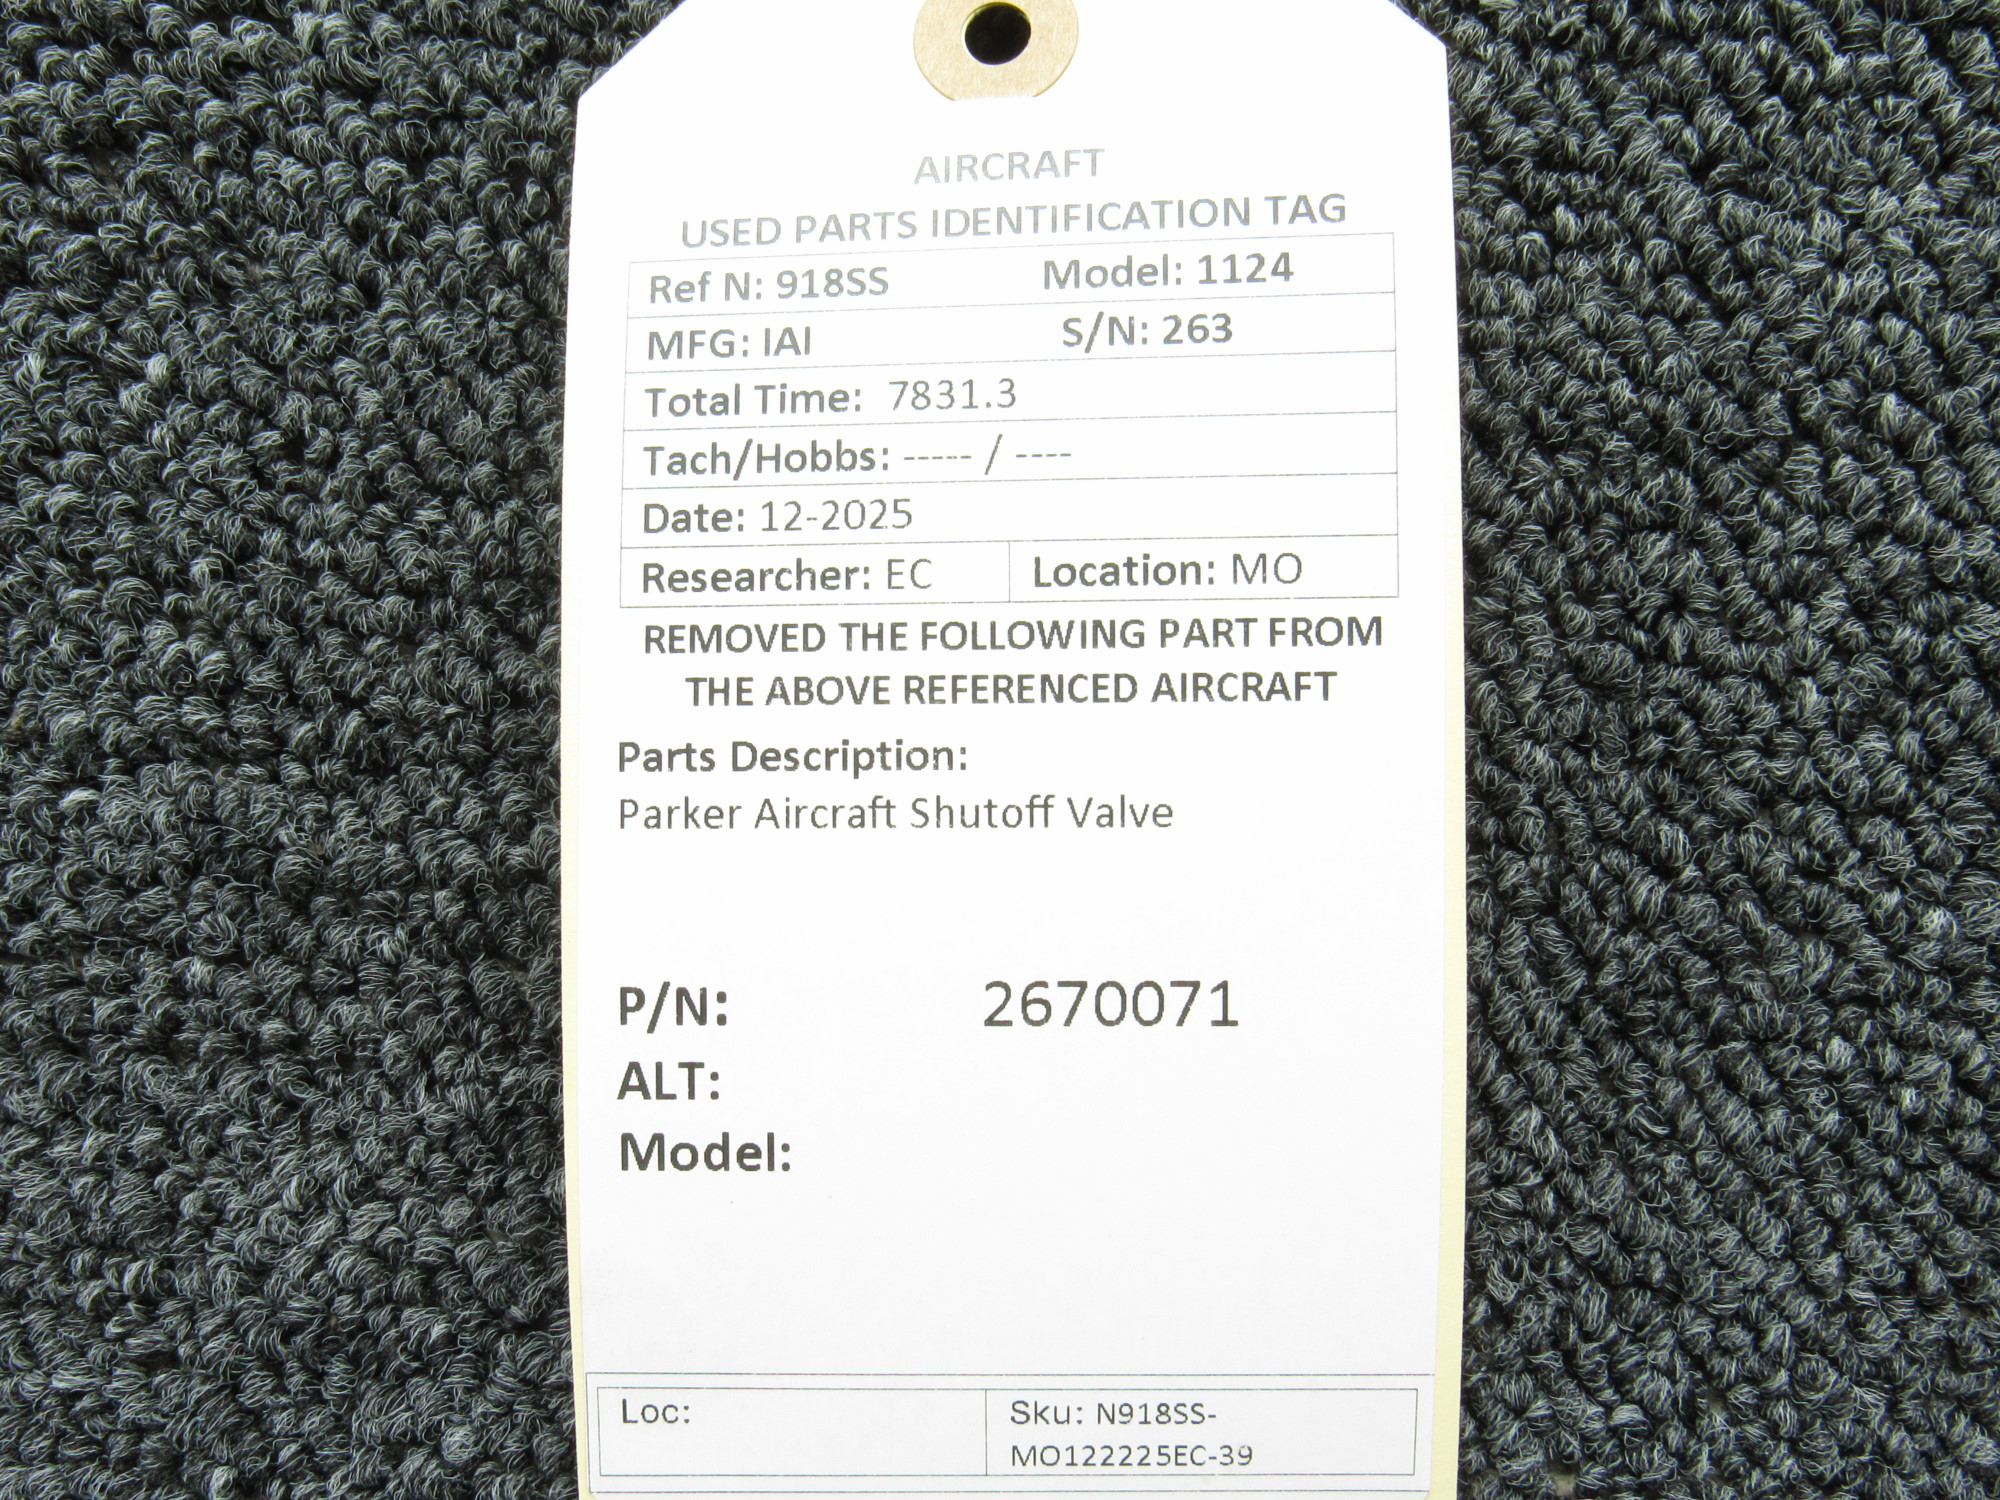 AIRCRAFT
USED PARTS IDENTIFICATION TAG
Ref N: 918SS Model: 1124
MFG: IAI S/N: 263
Total Time: 7831.3
Tach/Hobbs: ----- / ----
Date: 12-2025
Researcher: EC Location: MO
REMOVED THE FOLLOWING PART FROM
THE ABOVE REFERENCED AIRCRAFT
Parts Description:
Parker Aircraft Shutoff Valve
P/N: 2670071
ALT:
Model:
Loc: Sku: N918SS-
MO122225EC-39